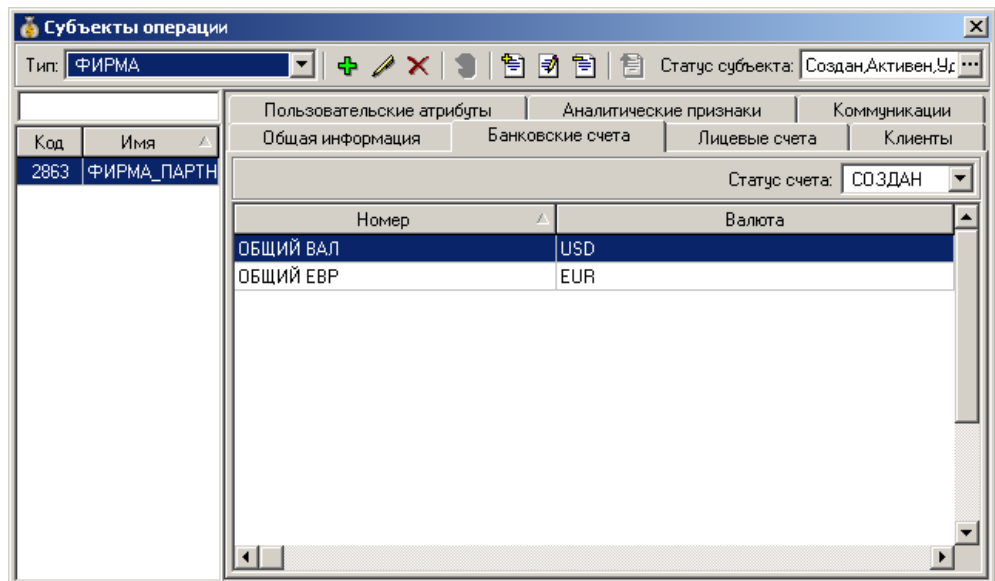 Субъекты операции
Тип: ФИРМА Статус субъекта: Создан,Активен,Уд ...
Пользовательские атрибуты Аналитические признаки Коммуникации
Общая информация Банковские счета Лицевые счета Клиенты
Код Имя
2863 ФИРМА_ПАРТН
Статус счета: СОЗДАН
Номер Валюта
ОБЩИЙ ВАЛ USD
ОБЩИЙ ЕВР EUR